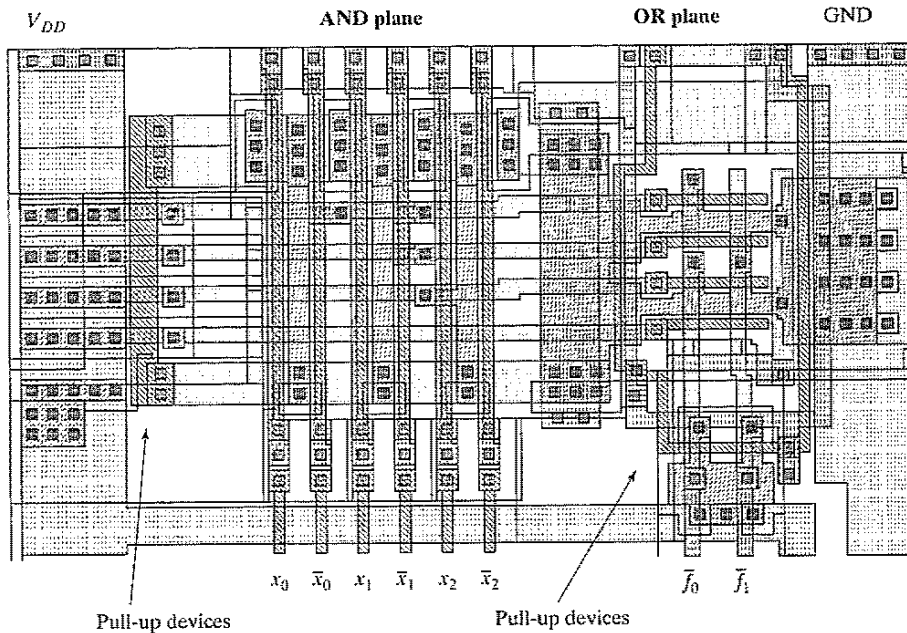 V_DD AND plane OR plane GND
x_0 x̄_0 x_1 x̄_1 x_2 x̄_2 f̄_0 f̄_1
Pull-up devices Pull-up devices